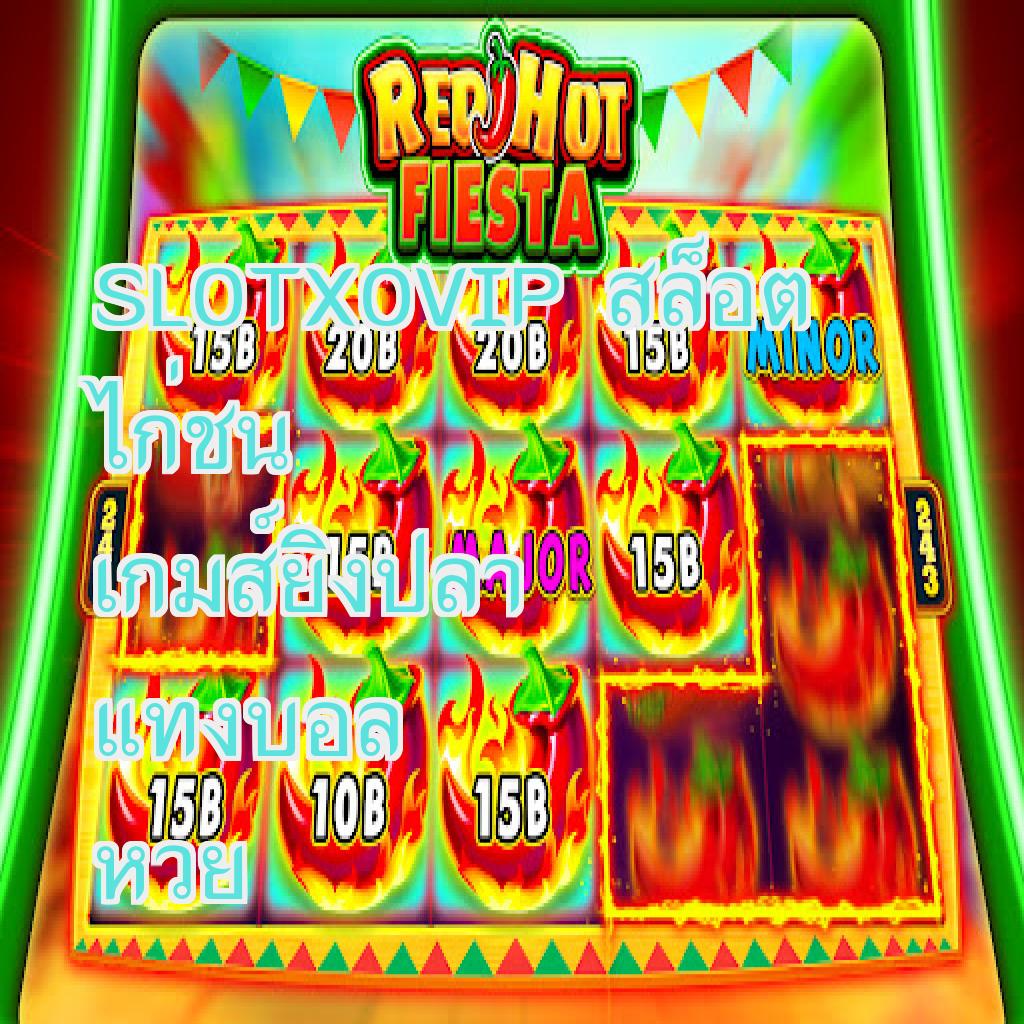 RED HOT
FIESTA
SLOTXOVIP สล็อต
15B 20B 20B 15B MINOR
ไก่ชน
243 243
เกมส์ยิงปลา
15B MAJOR 15B
แทงบอล
15B 10B 15B
หวย